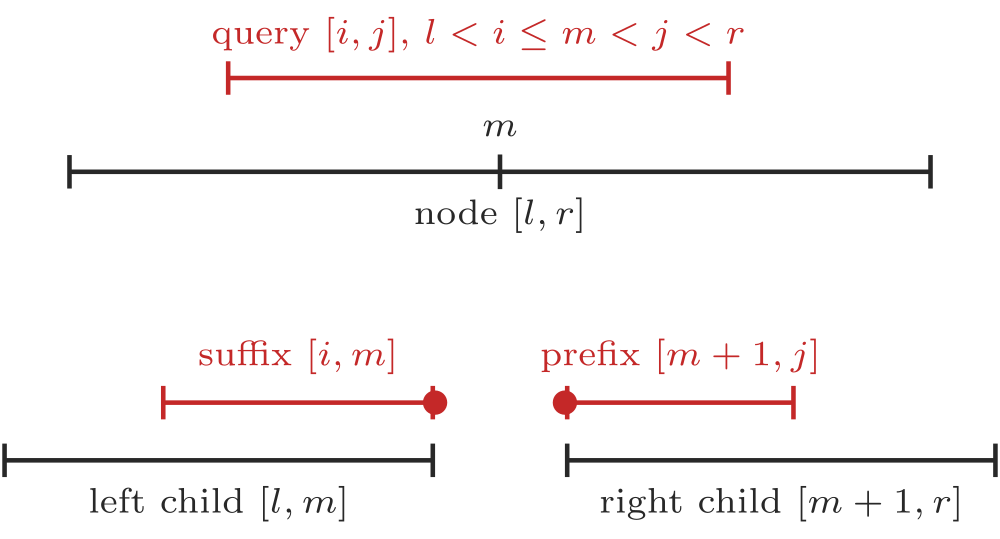 query [i, j], l < i ≤ m < j < r
m
node [l, r]
suffix [i, m]
prefix [m + 1, j]
left child [l, m]
right child [m + 1, r]